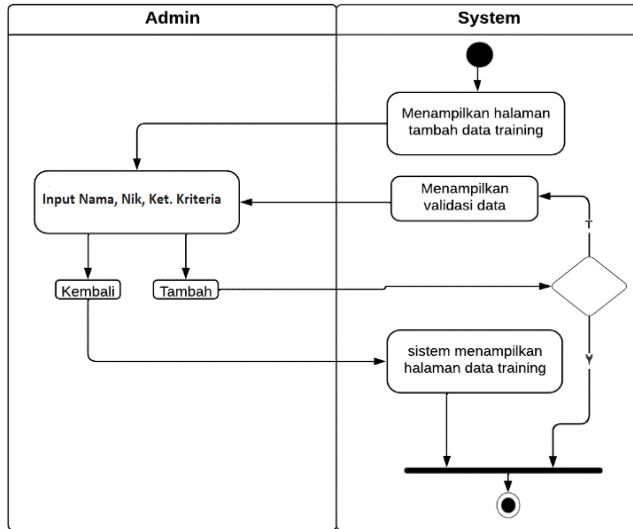 Admin
System
Menampilkan halaman
tambah data training
Input Nama, Nik, Ket. Kriteria
Menampilkan
validasi data
T
Kembali
Tambah
sistem menampilkan
halaman data training
Y